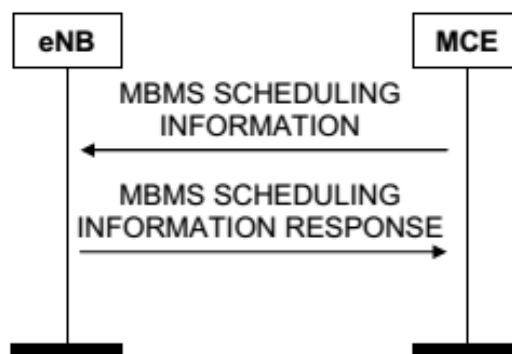 eNB
MCE
MBMS SCHEDULING
INFORMATION
MBMS SCHEDULING
INFORMATION RESPONSE